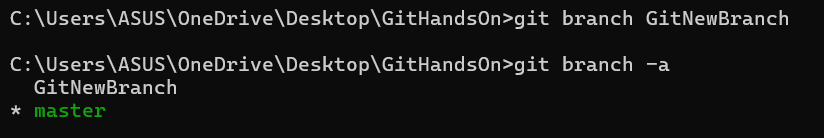 C:\Users\ASUS\OneDrive\Desktop\GitHandsOn>git branch GitNewBranch
C:\Users\ASUS\OneDrive\Desktop\GitHandsOn>git branch -a
  GitNewBranch
* master